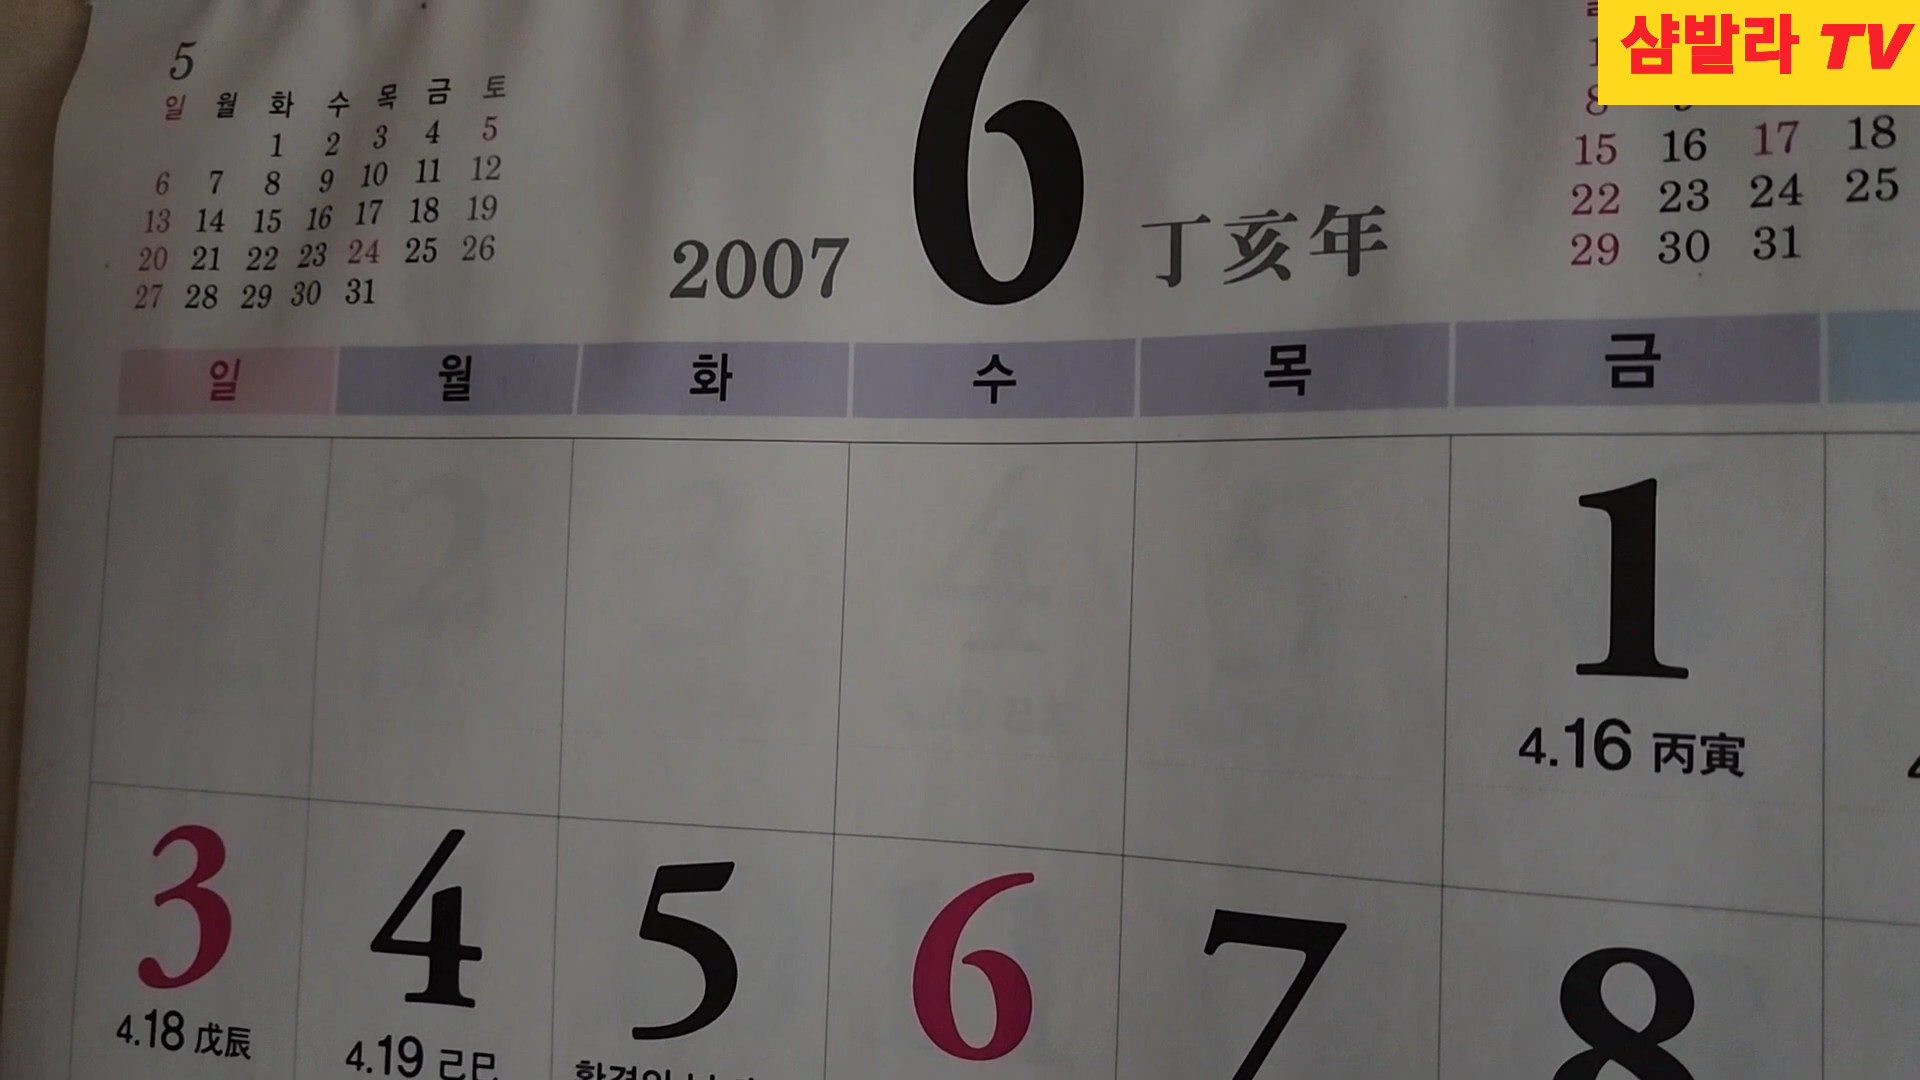 샴발라 TV
5
일 월 화 수 목 금 토
1 2 3 4 5
6 7 8 9 10 11 12
13 14 15 16 17 18 19
20 21 22 23 24 25 26
27 28 29 30 31
2007 6 丁亥年
8
15 16 17 18
22 23 24 25
29 30 31
일 월 화 수 목 금
1
4.16 丙寅
3 4 5 6 7 8
4.18 戊辰
4.19 己巳